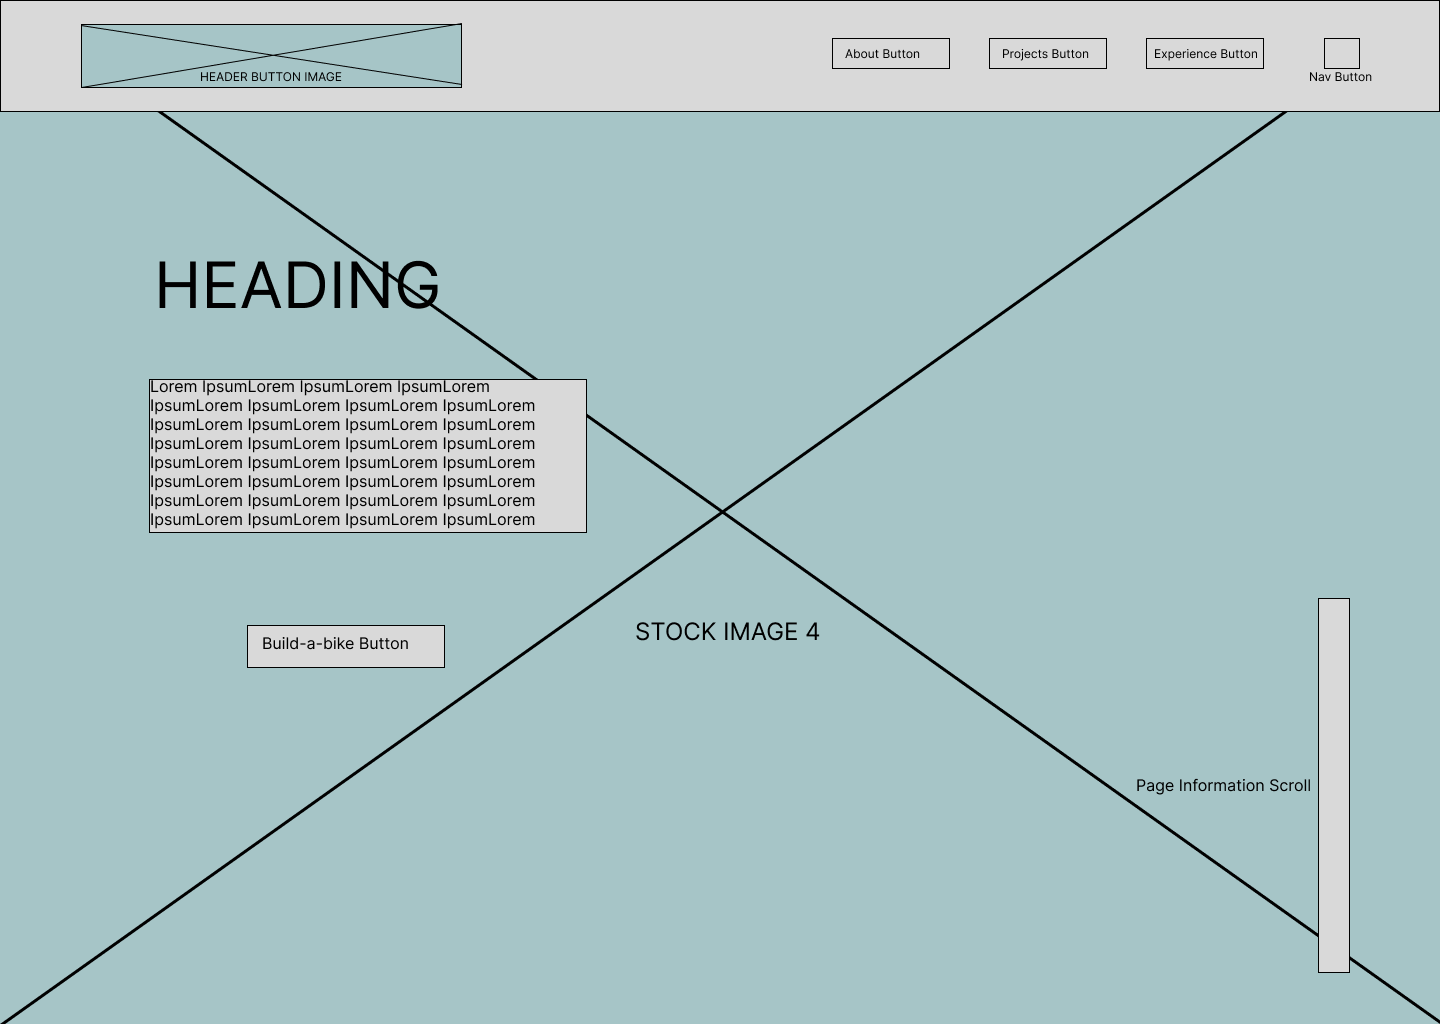 HEADER BUTTON IMAGE
About Button
Projects Button
Experience Button
Nav Button
HEADING
Lorem IpsumLorem IpsumLorem IpsumLorem
IpsumLorem IpsumLorem IpsumLorem IpsumLorem
IpsumLorem IpsumLorem IpsumLorem IpsumLorem
IpsumLorem IpsumLorem IpsumLorem IpsumLorem
IpsumLorem IpsumLorem IpsumLorem IpsumLorem
IpsumLorem IpsumLorem IpsumLorem IpsumLorem
IpsumLorem IpsumLorem IpsumLorem IpsumLorem
IpsumLorem IpsumLorem IpsumLorem IpsumLorem
Build-a-bike Button
STOCK IMAGE 4
Page Information Scroll